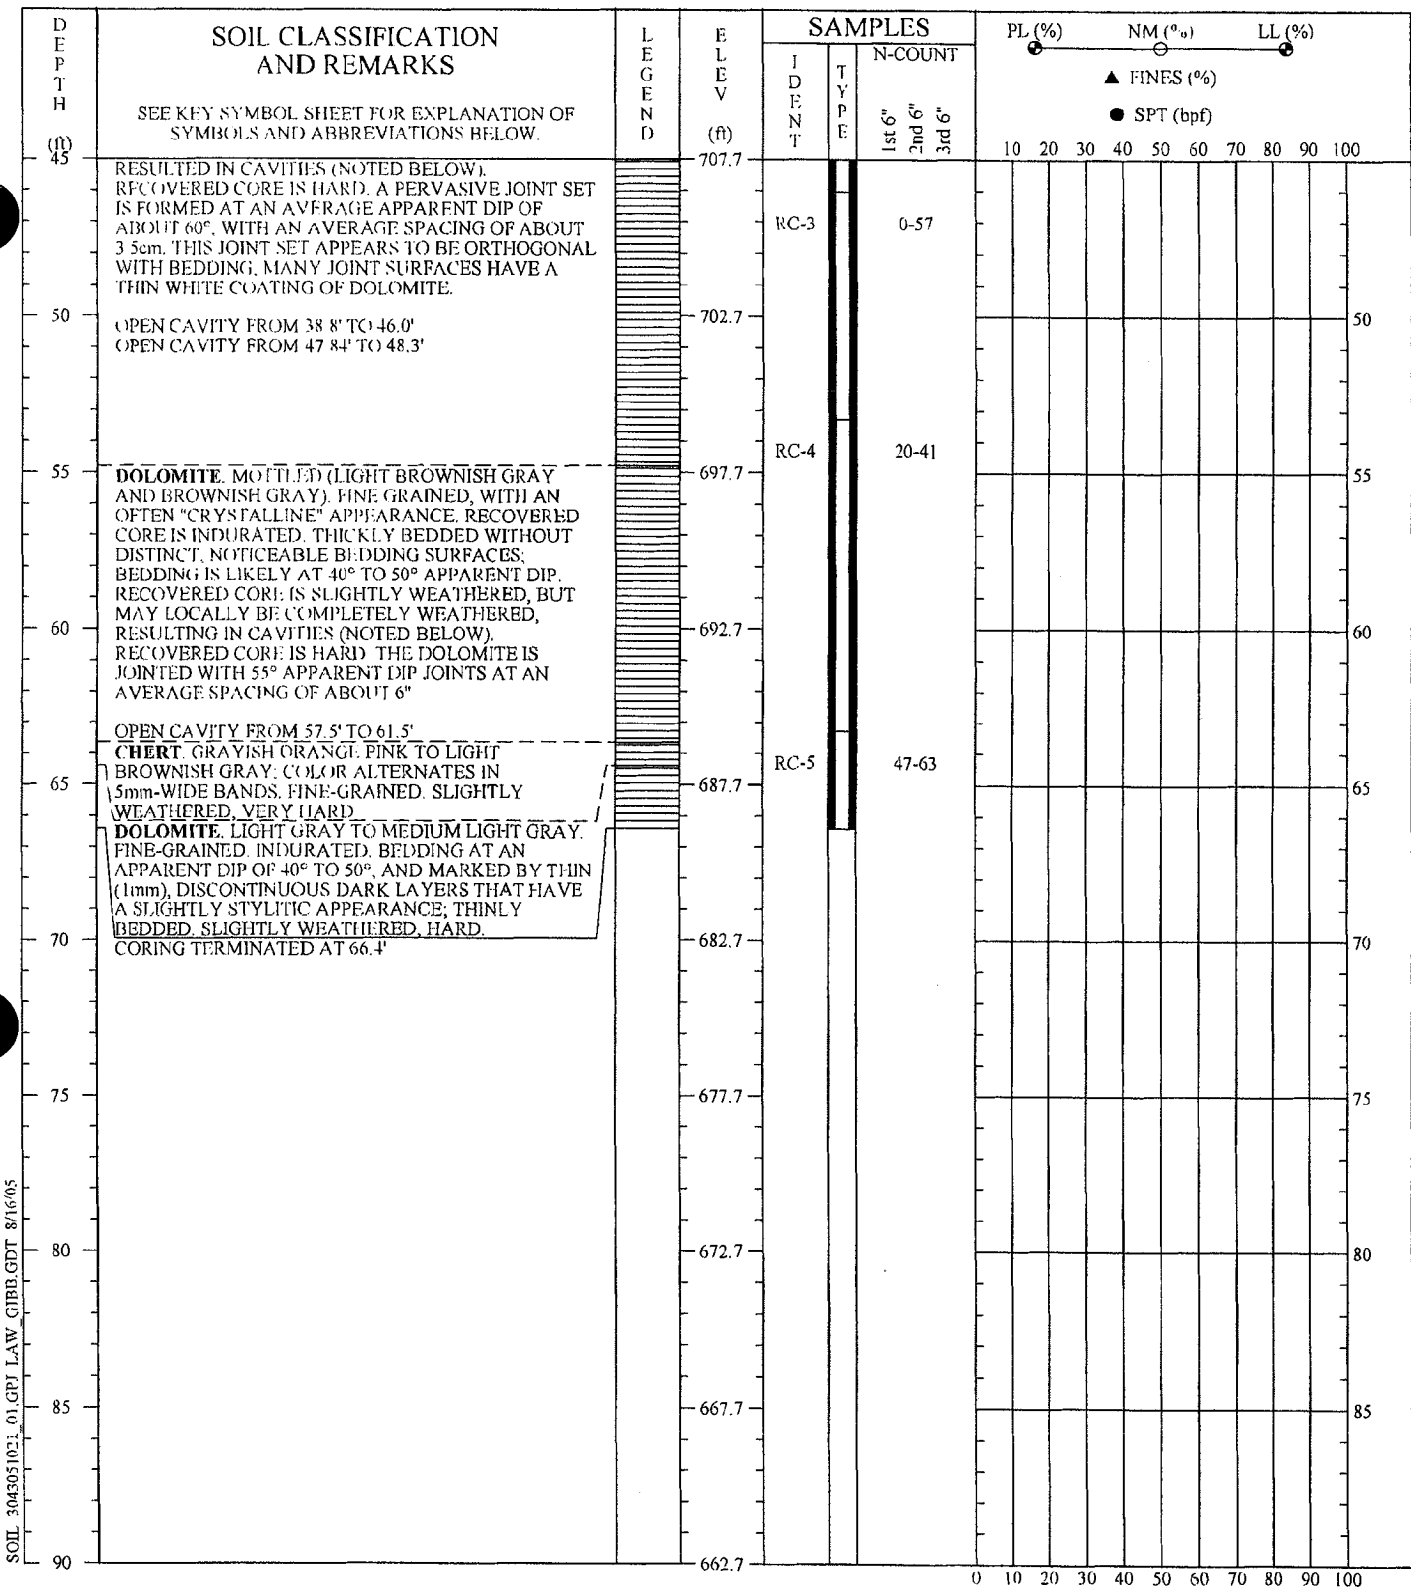 DEPTH
(ft)
SOIL CLASSIFICATION
AND REMARKS
SEE KEY SYMBOL SHEET FOR EXPLANATION OF
SYMBOLS AND ABBREVIATIONS BELOW.
LEGEND
ELEV
(ft)
SAMPLES
IDENT
TYPE
N-COUNT
1st 6"
2nd 6"
3rd 6"
PL (%) NM (%) LL (%)
▲ FINES (%)
● SPT (bpf)
10 20 30 40 50 60 70 80 90 100
45
707.7
RESULTED IN CAVITIES (NOTED BELOW).
RECOVERED CORE IS HARD. A PERVASIVE JOINT SET
IS FORMED AT AN AVERAGE APPARENT DIP OF
ABOUT 60°, WITH AN AVERAGE SPACING OF ABOUT
3 5cm. THIS JOINT SET APPEARS TO BE ORTHOGONAL
WITH BEDDING. MANY JOINT SURFACES HAVE A
THIN WHITE COATING OF DOLOMITE.
RC-3 0-57
50 702.7 50
OPEN CAVITY FROM 38 8' TO 46.0'
OPEN CAVITY FROM 47 84' TO 48.3'
RC-4 20-41
55 697.7 55
DOLOMITE. MOTTLED (LIGHT BROWNISH GRAY
AND BROWNISH GRAY). FINE GRAINED, WITH AN
OFTEN "CRYSTALLINE" APPEARANCE. RECOVERED
CORE IS INDURATED. THICKLY BEDDED WITHOUT
DISTINCT, NOTICEABLE BEDDING SURFACES;
BEDDING IS LIKELY AT 40° TO 50° APPARENT DIP.
RECOVERED CORE IS SLIGHTLY WEATHERED, BUT
MAY LOCALLY BE COMPLETELY WEATHERED,
RESULTING IN CAVITIES (NOTED BELOW).
RECOVERED CORE IS HARD THE DOLOMITE IS
JOINTED WITH 55° APPARENT DIP JOINTS AT AN
AVERAGE SPACING OF ABOUT 6"
60 692.7 60
OPEN CAVITY FROM 57.5' TO 61.5'
CHERT. GRAYISH ORANGE PINK TO LIGHT
BROWNISH GRAY; COLOR ALTERNATES IN
5mm-WIDE BANDS. FINE-GRAINED. SLIGHTLY
WEATHERED, VERY HARD.
RC-5 47-63
65 687.7 65
DOLOMITE. LIGHT GRAY TO MEDIUM LIGHT GRAY.
FINE-GRAINED. INDURATED. BEDDING AT AN
APPARENT DIP OF 40° TO 50°, AND MARKED BY THIN
(1mm), DISCONTINUOUS DARK LAYERS THAT HAVE
A SLIGHTLY STYLITIC APPEARANCE; THINLY
BEDDED. SLIGHTLY WEATHERED, HARD.
CORING TERMINATED AT 66.4'
70 682.7 70
75 677.7 75
80 672.7 80
85 667.7 85
90 662.7
0 10 20 30 40 50 60 70 80 90 100
SOIL 3043051021_01.GPJ LAW_GIBB.GDT 8/16/05